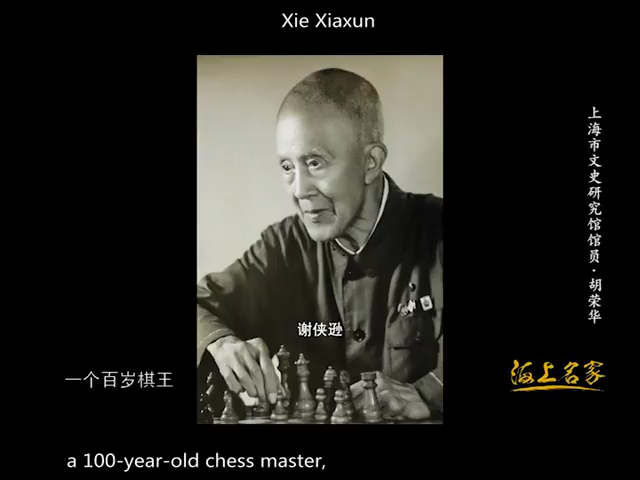 Xie Xiaxun
上海市文史研究馆馆员·胡荣华
谢侠逊
一个百岁棋王
海上名家
a 100-year-old chess master,